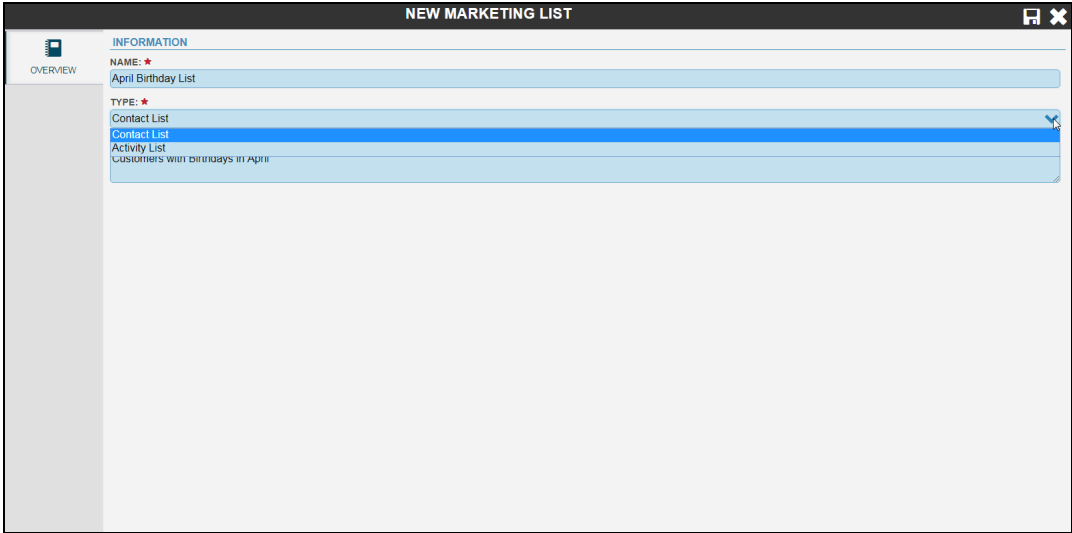 NEW MARKETING LIST
OVERVIEW
INFORMATION
NAME: ★
April Birthday List
TYPE: ★
Contact List
Contact List
Activity List
Customers with Birthdays in April